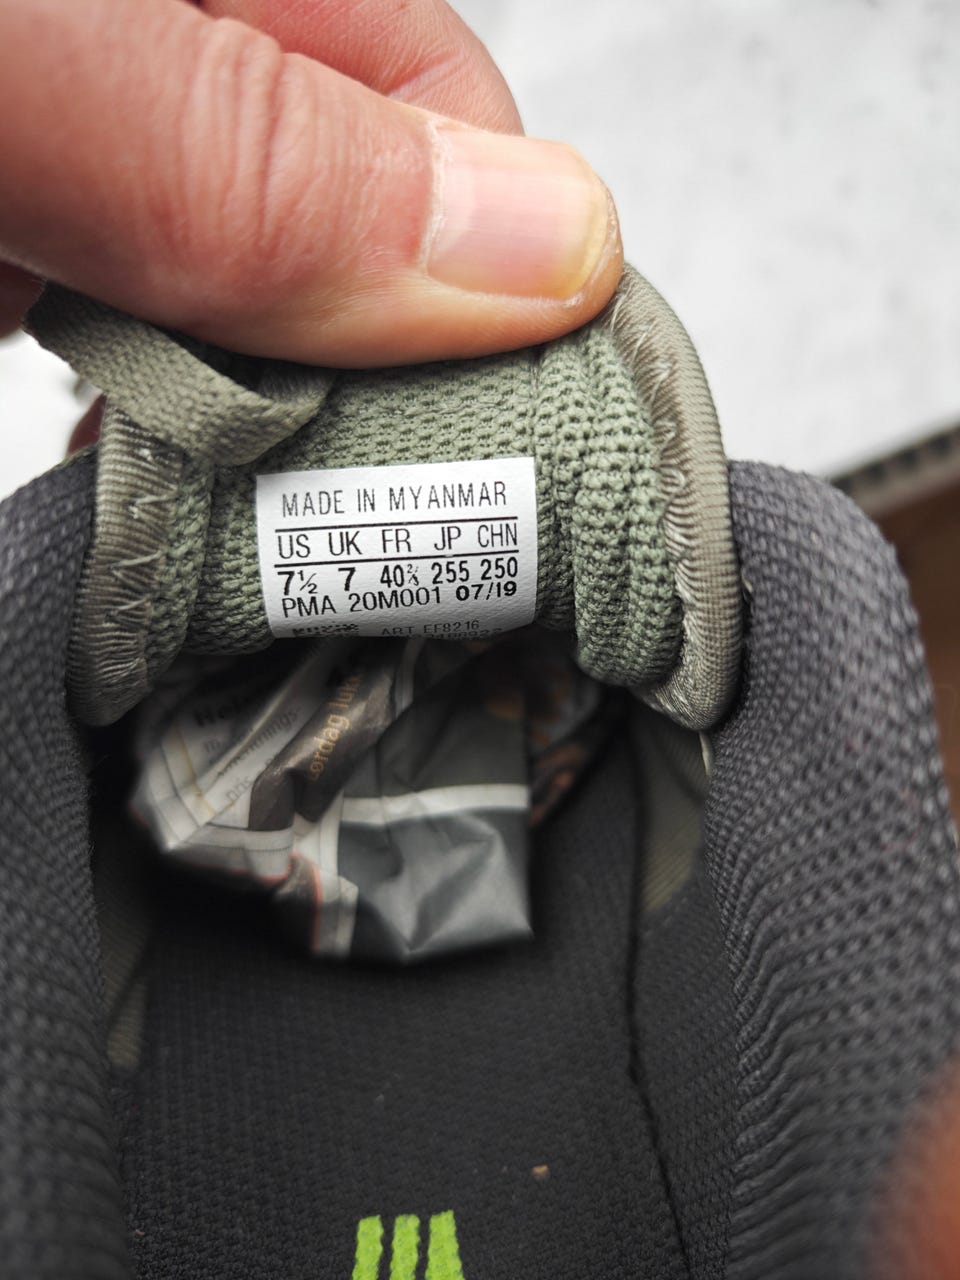 MADE IN MYANMAR
US UK FR JP CHN
7½ 7 40⅔ 255 250
PMA 20M001 07/19
ART EF8216